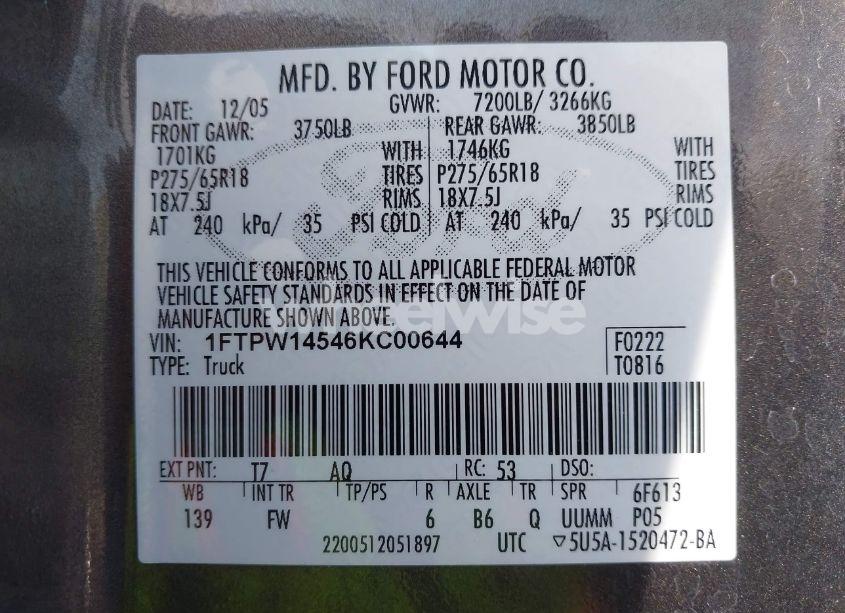 MFD. BY FORD MOTOR CO.
DATE: 12/05 GVWR: 7200LB/ 3266KG
FRONT GAWR: 3750LB REAR GAWR: 3850LB
1701KG WITH 1746KG WITH
P275/65R18 TIRES P275/65R18 TIRES
18X7.5J RIMS 18X7.5J RIMS
AT 240 kPa/ 35 PSI COLD AT 240 kPa/ 35 PSI COLD
THIS VEHICLE CONFORMS TO ALL APPLICABLE FEDERAL MOTOR
VEHICLE SAFETY STANDARDS IN EFFECT ON THE DATE OF
MANUFACTURE SHOWN ABOVE.
VIN: 1FTPW14546KC00644 F0222
TYPE: Truck T0816
EXT PNT: T7 AQ RC: 53 DSO:
WB INT TR TP/PS R AXLE TR SPR 6F613
139 FW 6 B6 Q UUMM P05
2200512051897 UTC ▽5U5A-1520472-BA